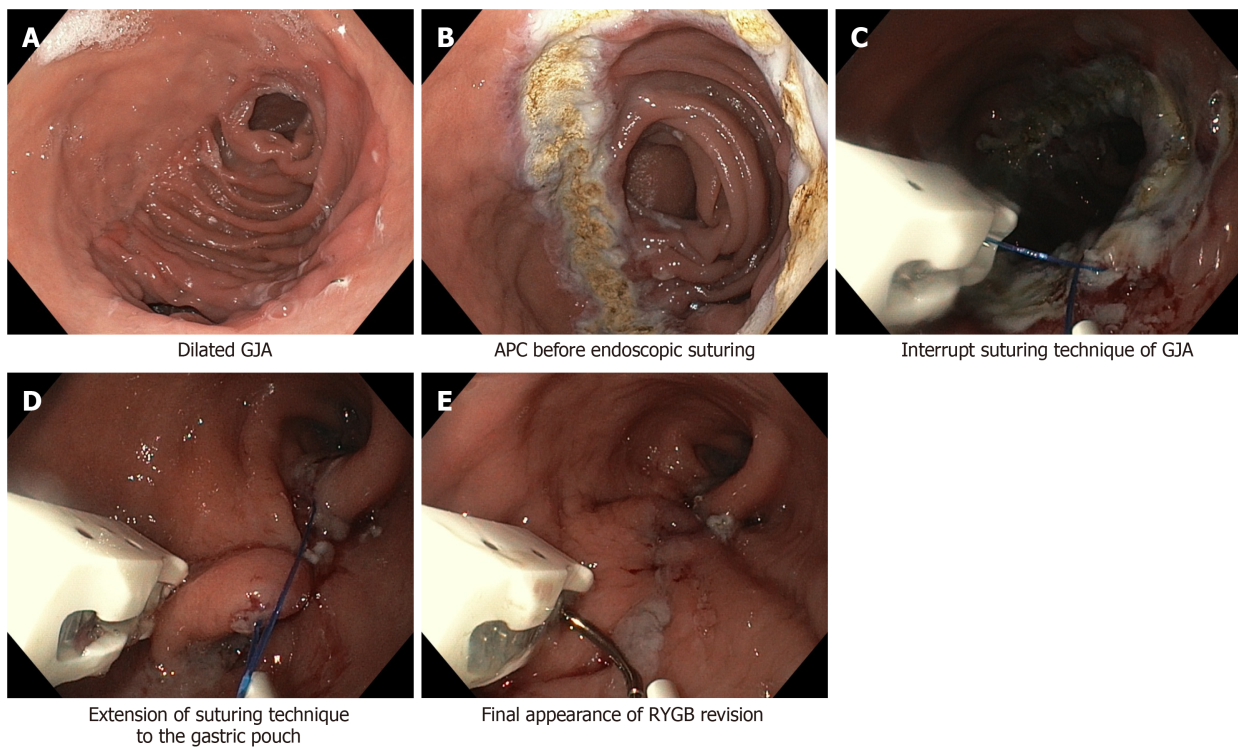 A
B
C
Dilated GJA
APC before endoscopic suturing
Interrupt suturing technique of GJA
D
E
Extension of suturing technique
to the gastric pouch
Final appearance of RYGB revision